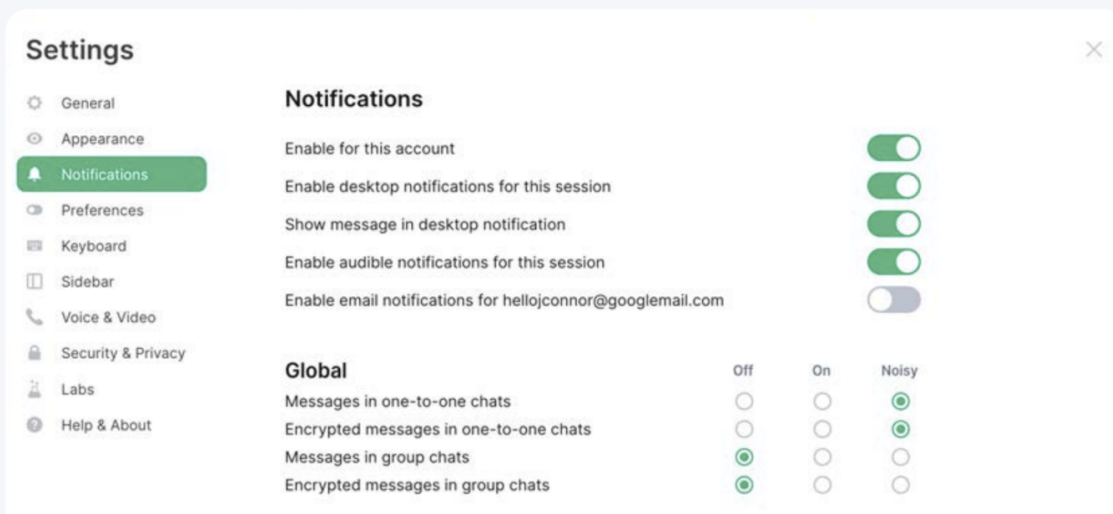 Settings
General
Appearance
Notifications
Preferences
Keyboard
Sidebar
Voice & Video
Security & Privacy
Labs
Help & About
Notifications
Enable for this account
Enable desktop notifications for this session
Show message in desktop notification
Enable audible notifications for this session
Enable email notifications for hellojconnor@googlemail.com
Global Off On Noisy
Messages in one-to-one chats
Encrypted messages in one-to-one chats
Messages in group chats
Encrypted messages in group chats